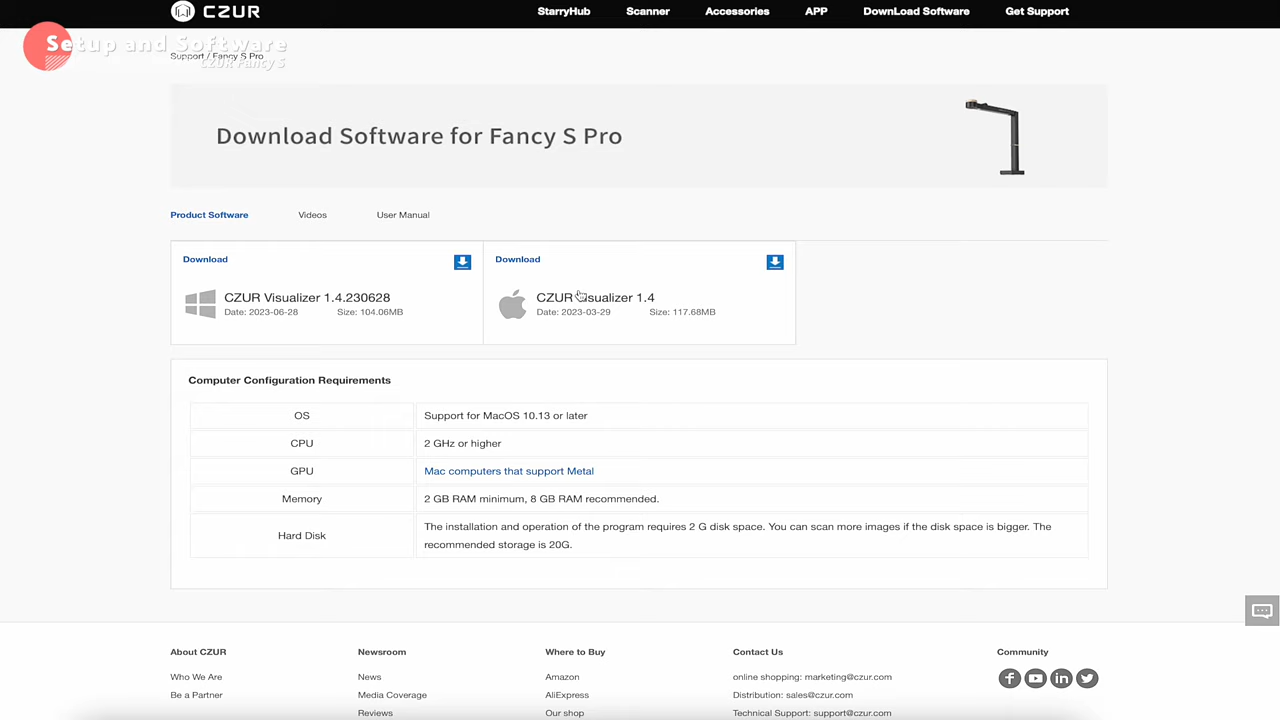 CZUR
StarryHub
Scanner
Accessories
APP
DownLoad Software
Get Support
Setup and Software
CZUR Fancy S
Support / Fancy S Pro
Download Software for Fancy S Pro
Product Software
Videos
User Manual
Download
CZUR Visualizer 1.4.230628
Date: 2023-06-28 Size: 104.06MB
Download
CZUR Visualizer 1.4
Date: 2023-03-29 Size: 117.68MB
Computer Configuration Requirements
OS Support for MacOS 10.13 or later
CPU 2 GHz or higher
GPU Mac computers that support Metal
Memory 2 GB RAM minimum, 8 GB RAM recommended.
Hard Disk
The installation and operation of the program requires 2 G disk space. You can scan more images if the disk space is bigger. The
recommended storage is 20G.
About CZUR
Who We Are
Be a Partner
Newsroom
News
Media Coverage
Reviews
Where to Buy
Amazon
AliExpress
Our shop
Contact Us
online shopping: marketing@czur.com
Distribution: sales@czur.com
Technical Support: support@czur.com
Community